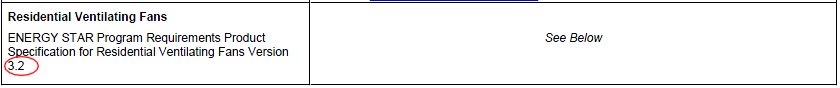 Residential Ventilating Fans
ENERGY STAR Program Requirements Product
Specification for Residential Ventilating Fans Version
3.2
See Below